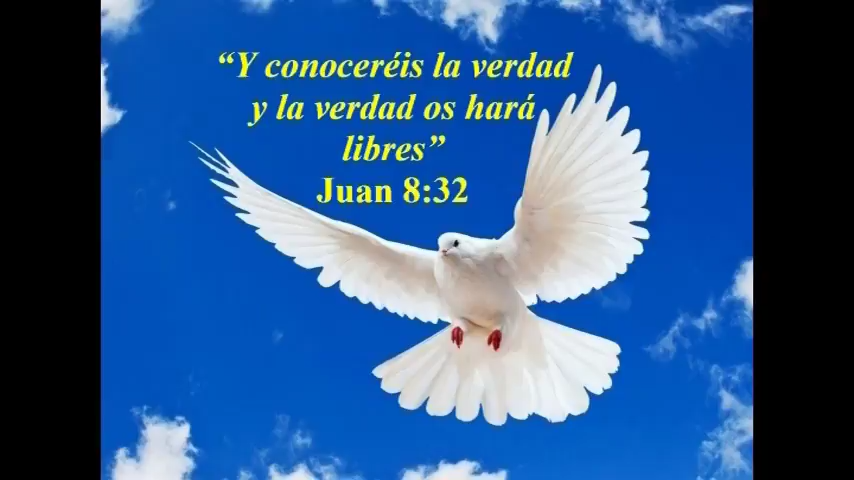 “Y conoceréis la verdad
y la verdad os hará
libres”
Juan 8:32